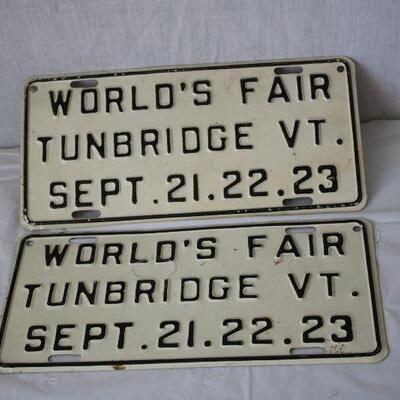 WORLD'S FAIR
TUNBRIDGE VT.
SEPT.21.22.23
WORLD'S FAIR
TUNBRIDGE VT.
SEPT.21.22.23